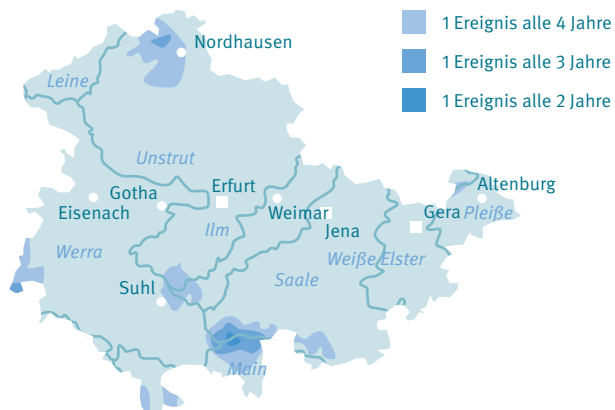 1 Ereignis alle 4 Jahre
1 Ereignis alle 3 Jahre
1 Ereignis alle 2 Jahre
Nordhausen
Leine
Unstrut
Gotha
Erfurt
Eisenach
Weimar
Jena
Gera
Altenburg
Pleiße
Ilm
Werra
Weiße Elster
Saale
Suhl
Main